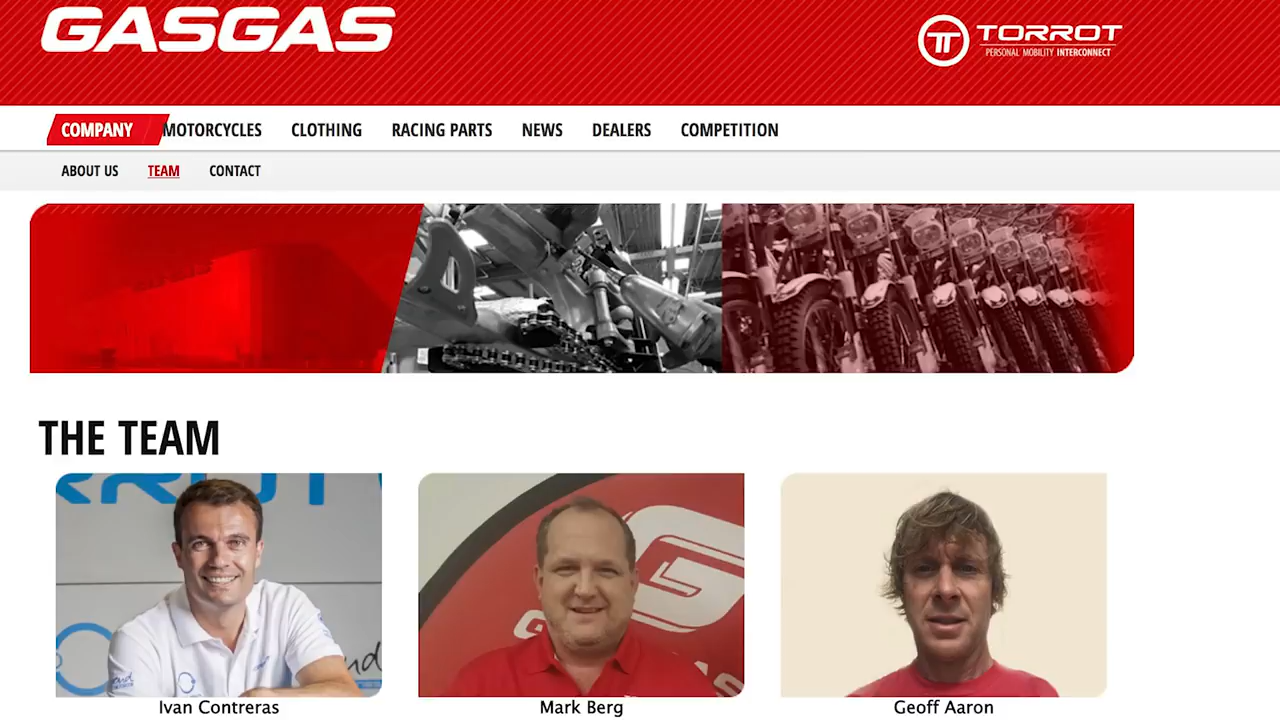 GASGAS
TORROT
PERSONAL MOBILITY INTERCONNECT
COMPANY MOTORCYCLES CLOTHING RACING PARTS NEWS DEALERS COMPETITION
ABOUT US TEAM CONTACT
THE TEAM
Ivan Contreras Mark Berg Geoff Aaron